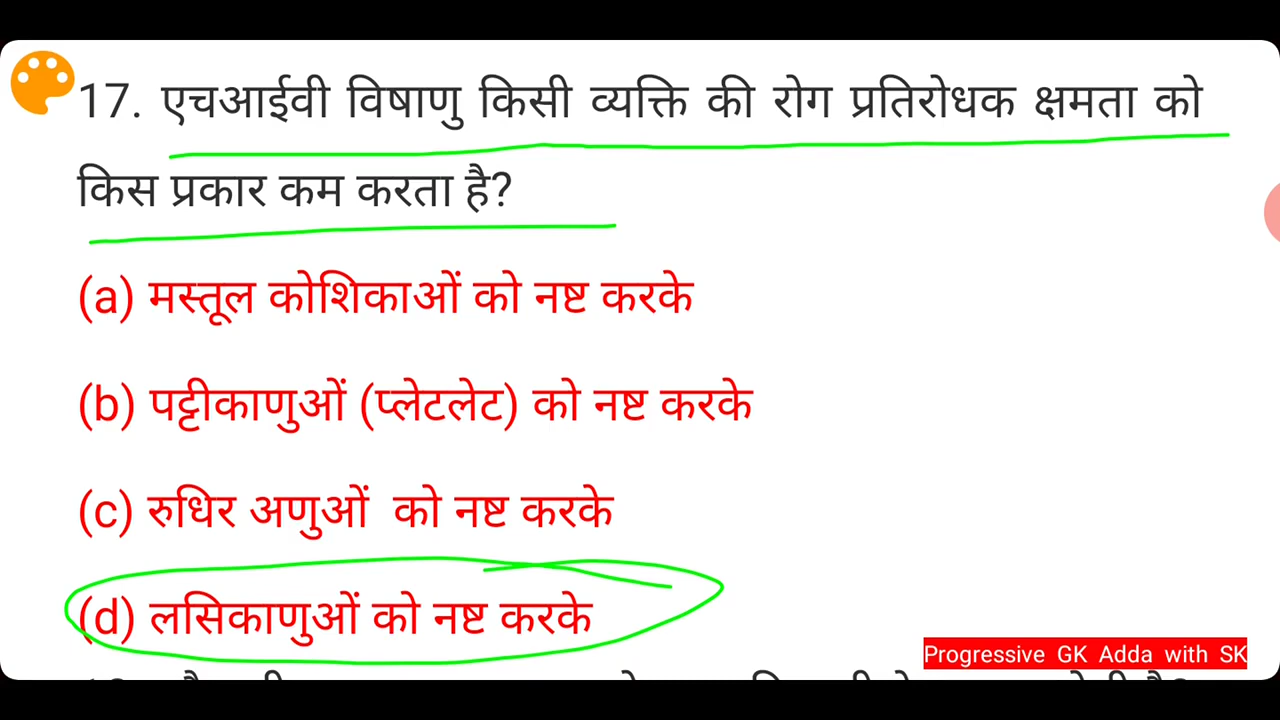 17. एचआईवी विषाणु किसी व्यक्ति की रोग प्रतिरोधक क्षमता को
किस प्रकार कम करता है?
(a) मस्तूल कोशिकाओं को नष्ट करके
(b) पट्टीकाणुओं (प्लेटलेट) को नष्ट करके
(c) रुधिर अणुओं को नष्ट करके
(d) लसिकाणुओं को नष्ट करके
Progressive GK Adda with SK